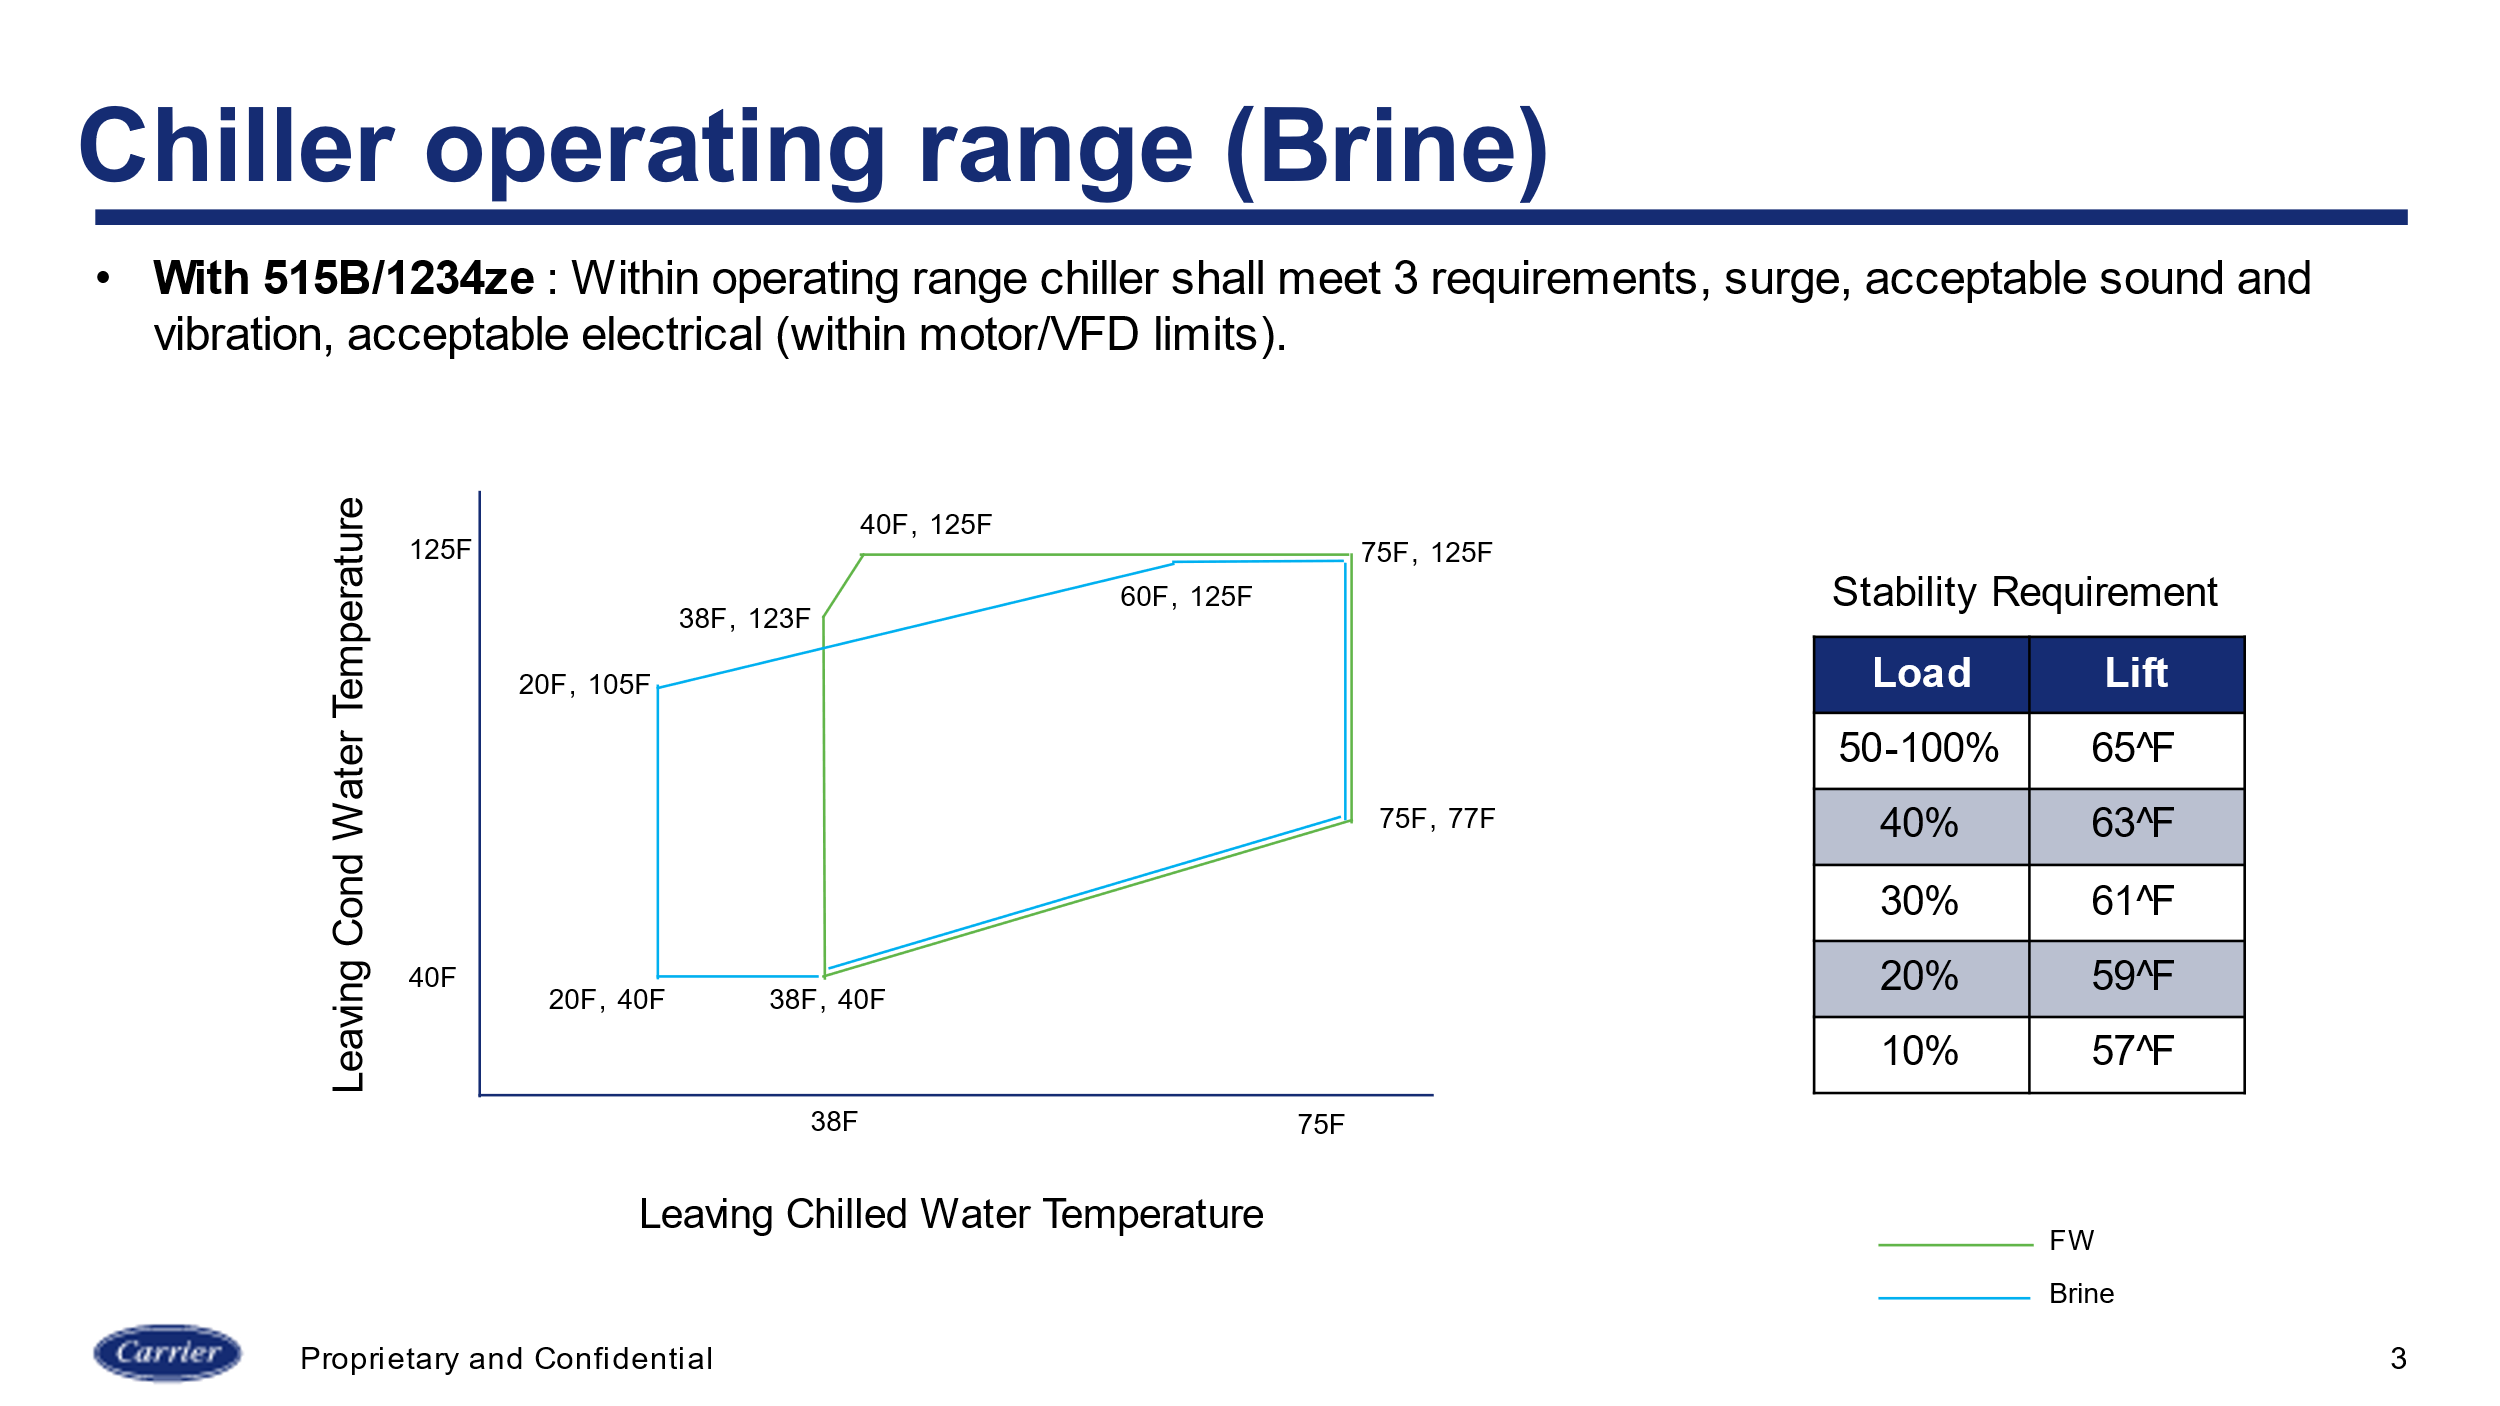 Chiller operating range (Brine)
• With 515B/1234ze : Within operating range chiller shall meet 3 requirements, surge, acceptable sound and
vibration, acceptable electrical (within motor/VFD limits).
Leaving Cond Water Temperature
125F
40F
40F, 125F
75F, 125F
60F, 125F
38F, 123F
20F, 105F
75F, 77F
20F, 40F
38F, 40F
38F
75F
Leaving Chilled Water Temperature
Stability Requirement
Load Lift
50-100% 65^F
40% 63^F
30% 61^F
20% 59^F
10% 57^F
FW
Brine
Carrier
Proprietary and Confidential
3